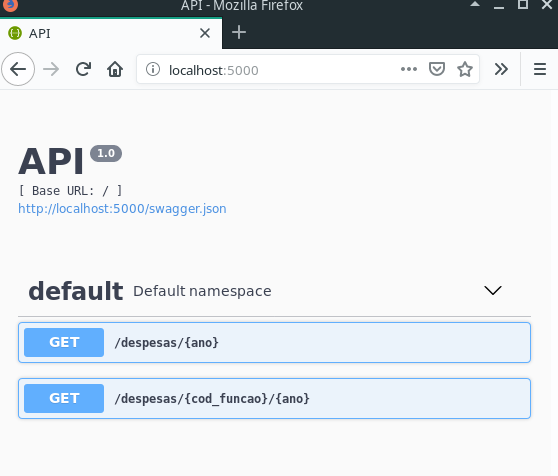 API - Mozilla Firefox
API
localhost:5000
API 1.0
[ Base URL: / ]
http://localhost:5000/swagger.json
default Default namespace
GET /despesas/{ano}
GET /despesas/{cod_funcao}/{ano}